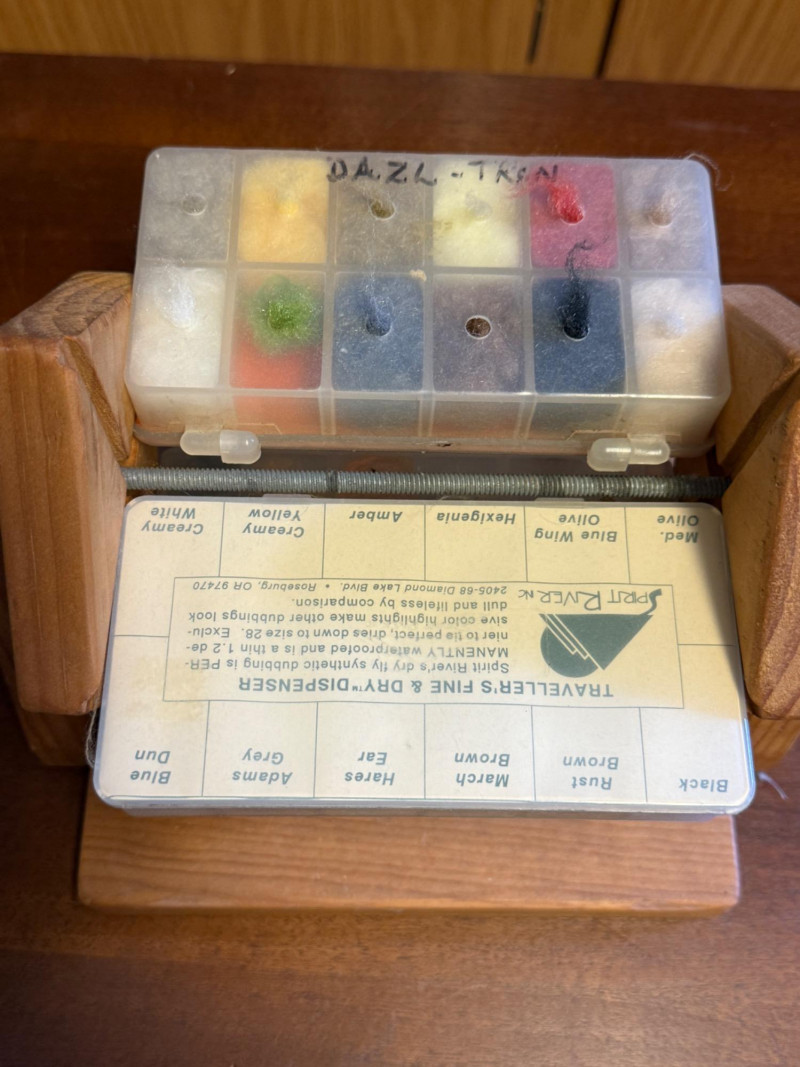 DAZL-TRON
Black
Rust
Brown
March
Brown
Hares
Ear
Adams
Grey
Blue
Dun
TRAVELLER'S FINE & DRY™ DISPENSER
Spirit River's dry fly synthetic dubbing is PER-
MANENTLY waterproofed and is a thin 1.2 de-
nier to tie perfect, dries down to size 28. Exclu-
sive color highlights make other dubbings look
dull and lifeless by comparison.
SPIRIT RIVER INC
2405-68 Diamond Lake Blvd. • Roseburg, OR 97470
Med.
Olive
Blue Wing
Olive
Hexigenia
Amber
Creamy
Yellow
Creamy
White